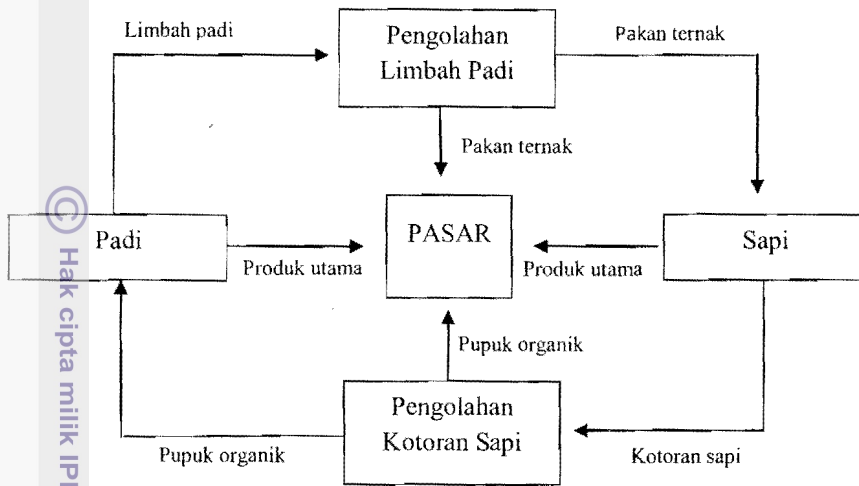 Limbah padi
Pengolahan
Limbah Padi
Pakan ternak
Pakan ternak
Padi
PASAR
Sapi
Produk utama
Produk utama
Pupuk organik
Pengolahan
Kotoran Sapi
Pupuk organik
Kotoran sapi
© Hak cipta milik IP